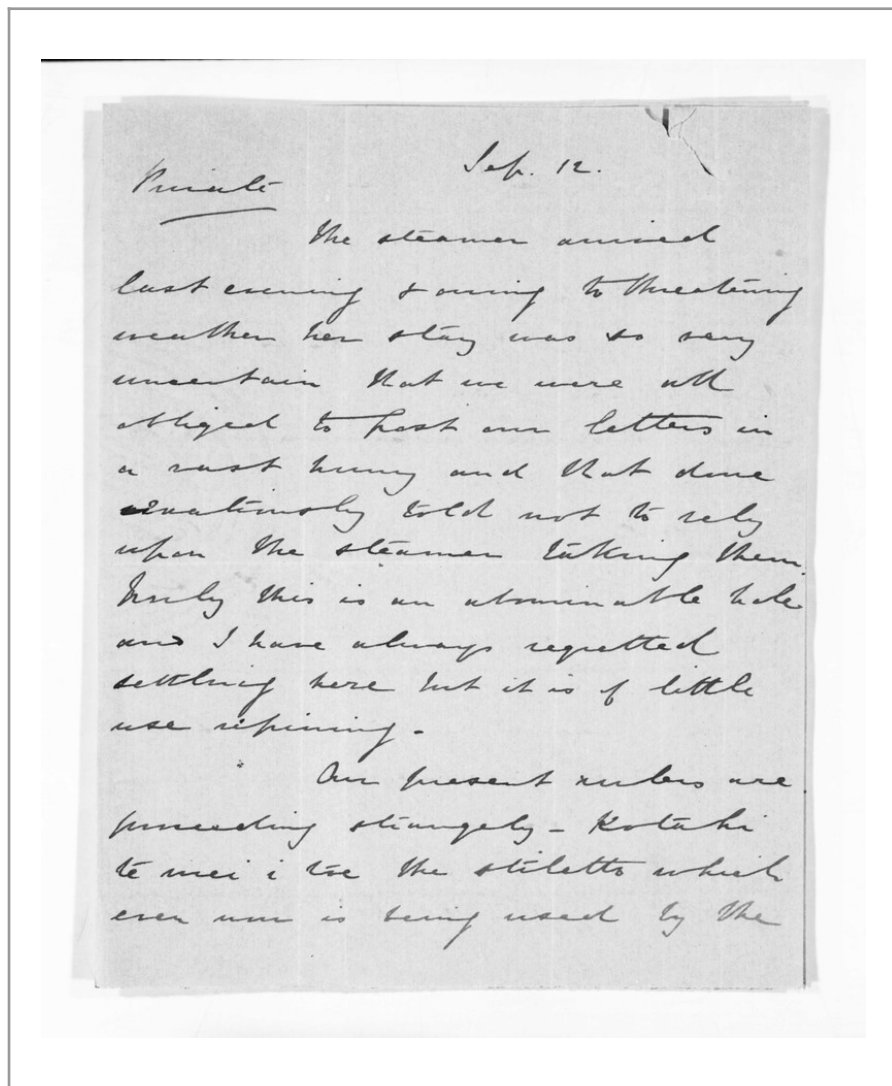 Sep. 12.
Private
The steamer arrived
last evening & owing to threatening
weather her stay was so very
uncertain that we were all
obliged to post our letters in
a vast hurry and that done
told not to rely
upon the steamer taking them.
Truly this is an abominable hole
and I have always regretted
settling here but it is of little
use repining.
Our present rulers are
proceeding strangely - Kotahi
te mei i toe the stiletto which
even now is being used by the